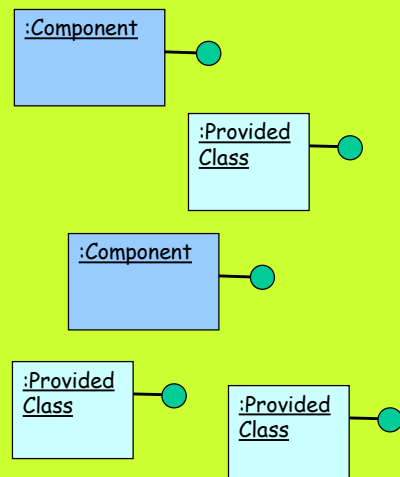 :Component
:Provided
Class
:Component
:Provided
Class
:Provided
Class